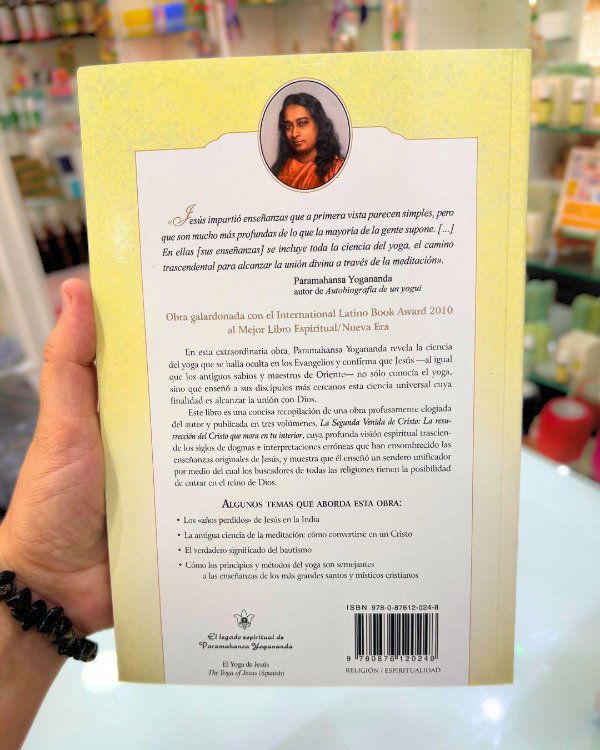 «Jesús impartió enseñanzas que a primera vista parecen simples, pero
que son mucho más profundas de lo que la mayoría de la gente supone. [...]
En ellas [sus enseñanzas] se incluye toda la ciencia del yoga, el camino
trascendental para alcanzar la unión divina a través de la meditación».
Paramahansa Yogananda
autor de Autobiografía de un yogui
Obra galardonada con el International Latino Book Award 2010
al Mejor Libro Espiritual/Nueva Era
En esta extraordinaria obra, Paramahansa Yogananda revela la ciencia
del yoga que se halla oculta en los Evangelios y confirma que Jesús —al igual
que los antiguos sabios y maestros de Oriente— no sólo conocía el yoga,
sino que enseñó a sus discípulos más cercanos esta ciencia universal cuya
finalidad es alcanzar la unión con Dios.
Este libro es una concisa recopilación de una obra profusamente elogiada
del autor y publicada en tres volúmenes, La Segunda Venida de Cristo: La resu-
rrección del Cristo que mora en tu interior, cuya profunda visión espiritual trascien-
de los siglos de dogmas e interpretaciones erróneas que han ensombrecido las
enseñanzas originales de Jesús, y muestra que él enseñó un sendero unificador
por medio del cual los buscadores de todas las religiones tienen la posibilidad
de entrar en el reino de Dios.
Algunos temas que aborda esta obra:
• Los «años perdidos» de Jesús en la India
• La antigua ciencia de la meditación: cómo convertirse en un Cristo
• El verdadero significado del bautismo
• Cómo los principios y métodos del yoga son semejantes
a las enseñanzas de los más grandes santos y místicos cristianos
El legado espiritual de
Paramahansa Yogananda
El Yoga de Jesús
The Yoga of Jesus (Spanish)
ISBN 978-0-87612-024-8
9 780876 120248
RELIGIÓN / ESPIRITUALIDAD